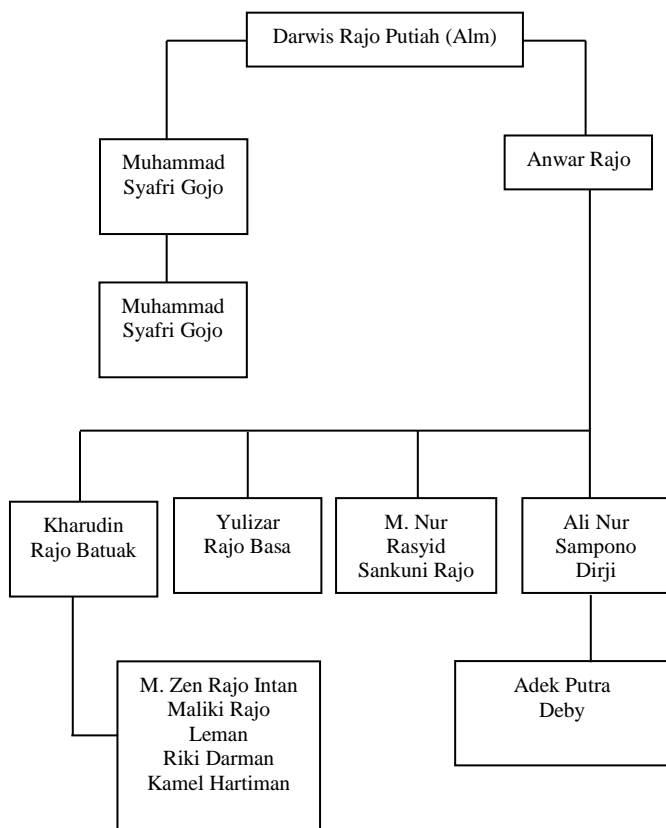 Darwis Rajo Putiah (Alm)
Muhammad
Syafri Gojo
Anwar Rajo
Muhammad
Syafri Gojo
Kharudin
Rajo Batuak
Yulizar
Rajo Basa
M. Nur
Rasyid
Sankuni Rajo
Ali Nur
Sampono
Dirji
M. Zen Rajo Intan
Maliki Rajo
Leman
Riki Darman
Kamel Hartiman
Adek Putra
Deby